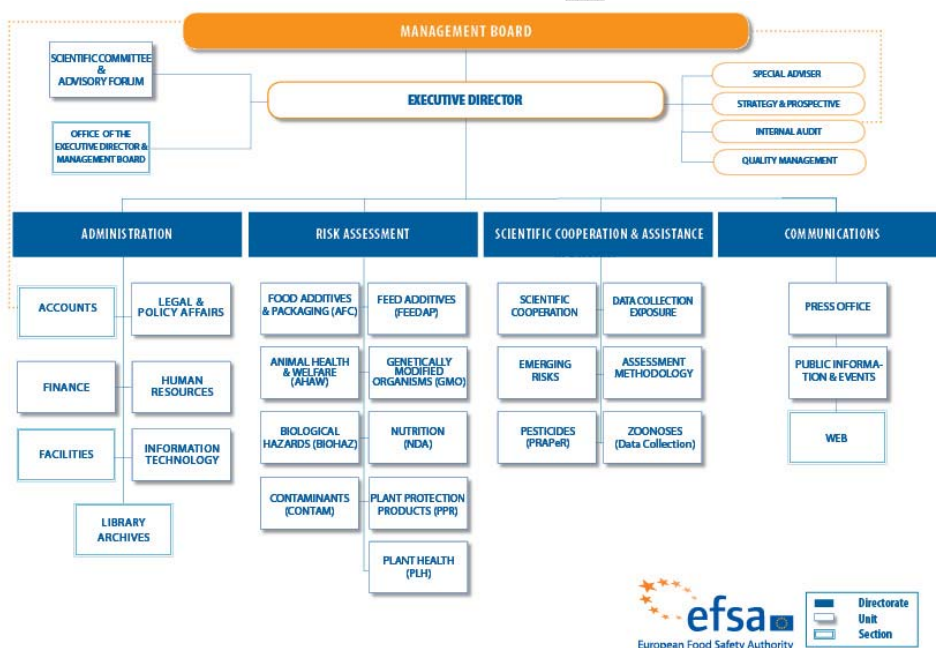 MANAGEMENT BOARD
SCIENTIFIC COMMITTEE
&
ADVISORY FORUM
EXECUTIVE DIRECTOR
OFFICE OF THE
EXECUTIVE DIRECTOR &
MANAGEMENT BOARD
SPECIAL ADVISER
STRATEGY & PROSPECTIVE
INTERNAL AUDIT
QUALITY MANAGEMENT
ADMINISTRATION
RISK ASSESSMENT
SCIENTIFIC COOPERATION & ASSISTANCE
COMMUNICATIONS
ACCOUNTS
LEGAL &
POLICY AFFAIRS
FINANCE
HUMAN
RESOURCES
FACILITIES
INFORMATION
TECHNOLOGY
LIBRARY
ARCHIVES
FOOD ADDITIVES
& PACKAGING (AFC)
FEED ADDITIVES
(FEEDAP)
ANIMAL HEALTH
& WELFARE
(AHAW)
GENETICALLY
MODIFIED
ORGANISMS (GMO)
BIOLOGICAL
HAZARDS (BIOHAZ)
NUTRITION
(NDA)
CONTAMINANTS
(CONTAM)
PLANT PROTECTION
PRODUCTS (PPR)
PLANT HEALTH
(PLH)
SCIENTIFIC
COOPERATION
DATA COLLECTION
EXPOSURE
EMERGING
RISKS
ASSESSMENT
METHODOLOGY
PESTICIDES
(PRAPeR)
ZOONOSES
(Data Collection)
PRESS OFFICE
PUBLIC INFORMA-
TION & EVENTS
WEB
efsa
European Food Safety Authority
Directorate
Unit
Section